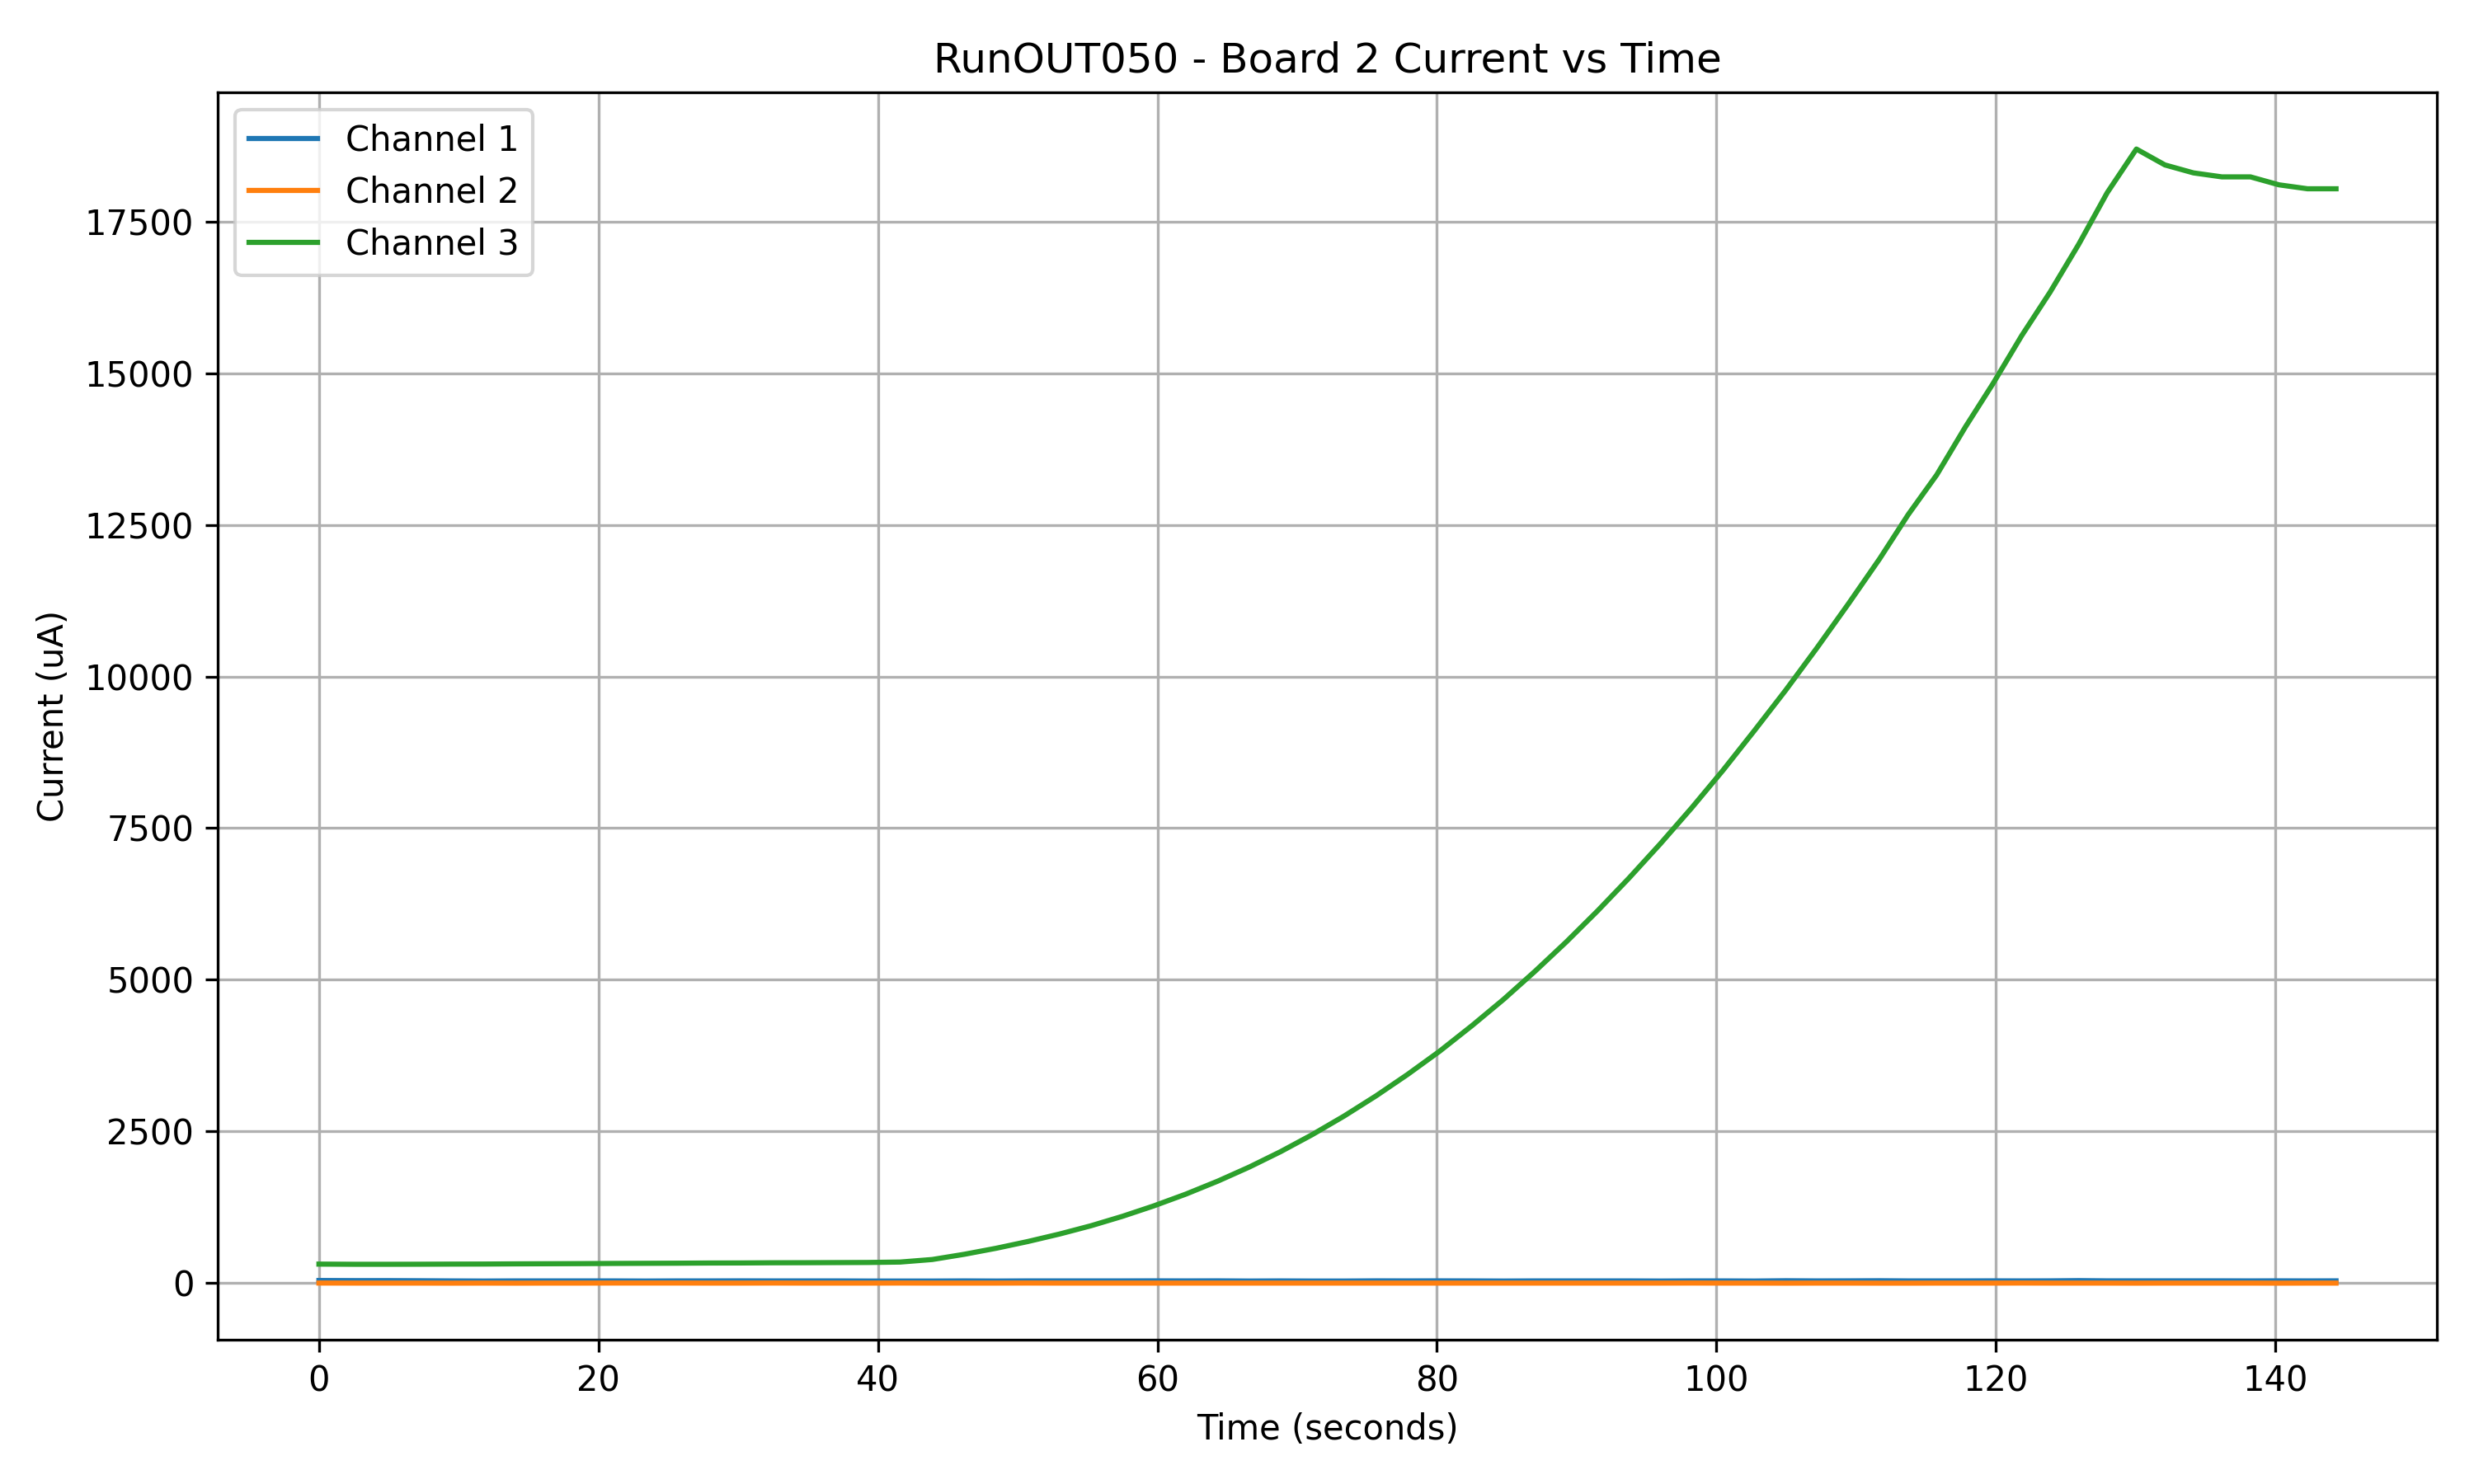 RunOUT050 - Board 2 Current vs Time
Channel 1
Channel 2
Channel 3
17500
15000
12500
10000
7500
5000
2500
0
Current (uA)
0 20 40 60 80 100 120 140
Time (seconds)